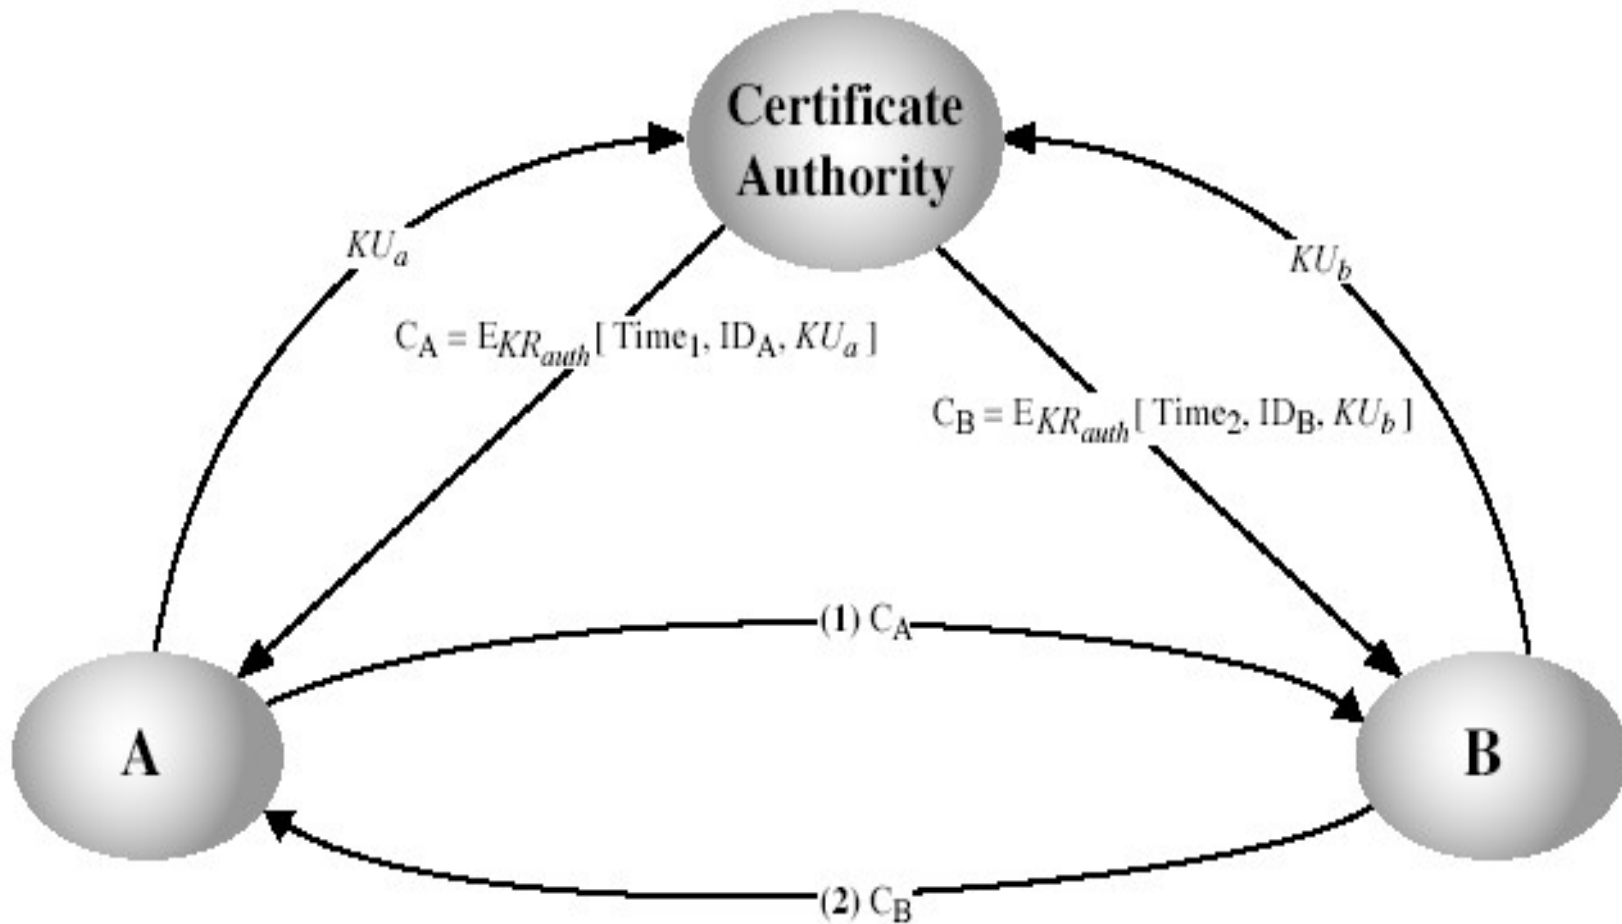 Certificate
Authority
KUa
KUb
CA = EKRauth[ Time1, IDA, KUa ]
CB = EKRauth[ Time2, IDB, KUb ]
(1) CA
A
B
(2) CB